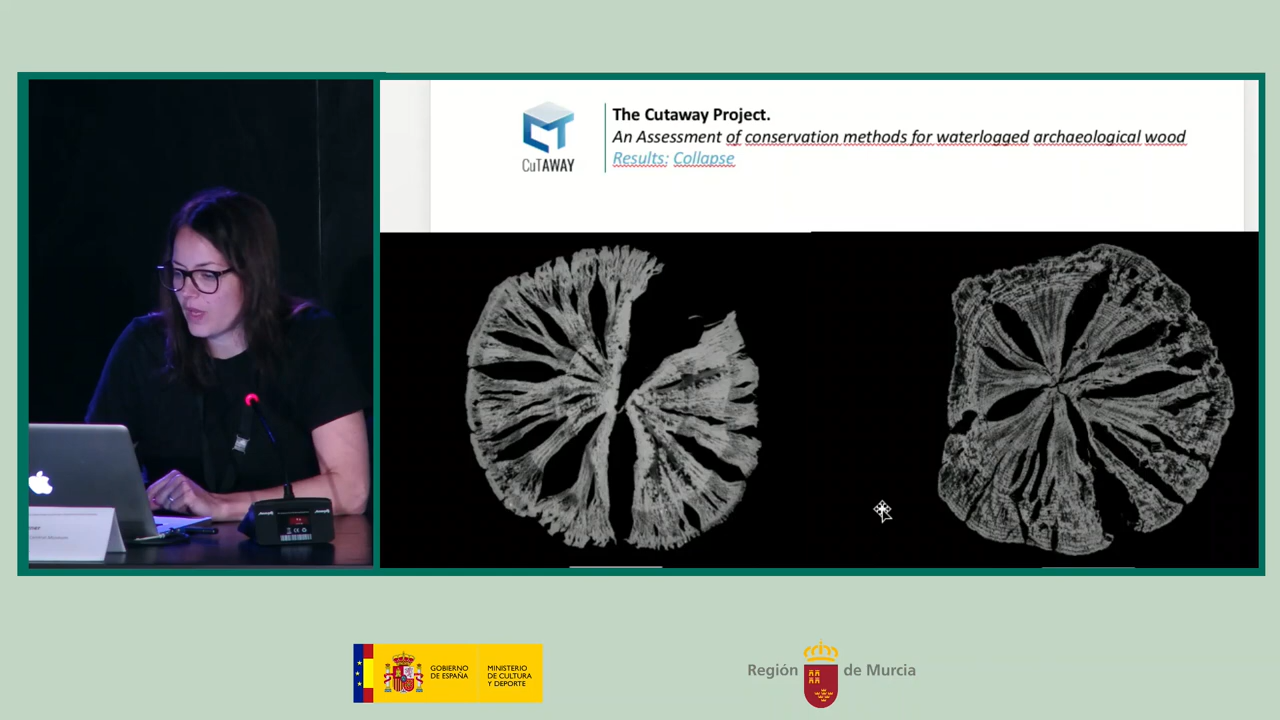 The Cutaway Project.
An Assessment of conservation methods for waterlogged archaeological wood
Results: Collapse
CuTAWAY
GOBIERNO
DE ESPAÑA
MINISTERIO
DE CULTURA
Y DEPORTE
Región de Murcia